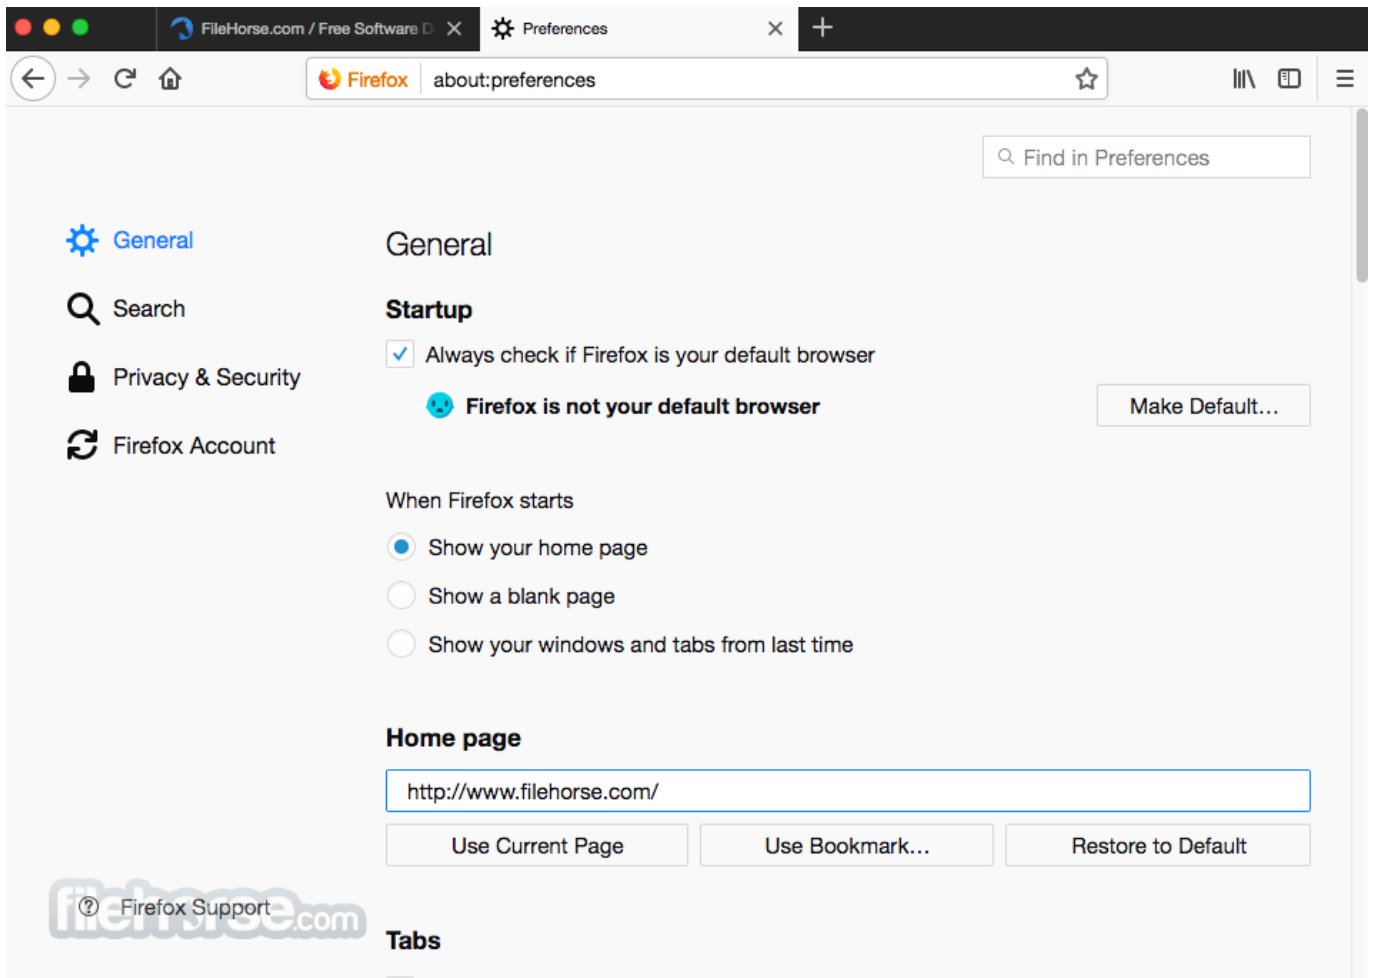 FileHorse.com / Free Software D
Preferences
Firefox
about:preferences
Find in Preferences
General
Search
Privacy & Security
Firefox Account
General
Startup
Always check if Firefox is your default browser
Firefox is not your default browser
Make Default...
When Firefox starts
Show your home page
Show a blank page
Show your windows and tabs from last time
Home page
http://www.filehorse.com/
Use Current Page
Use Bookmark...
Restore to Default
Firefox Support
filehorse.com
Tabs